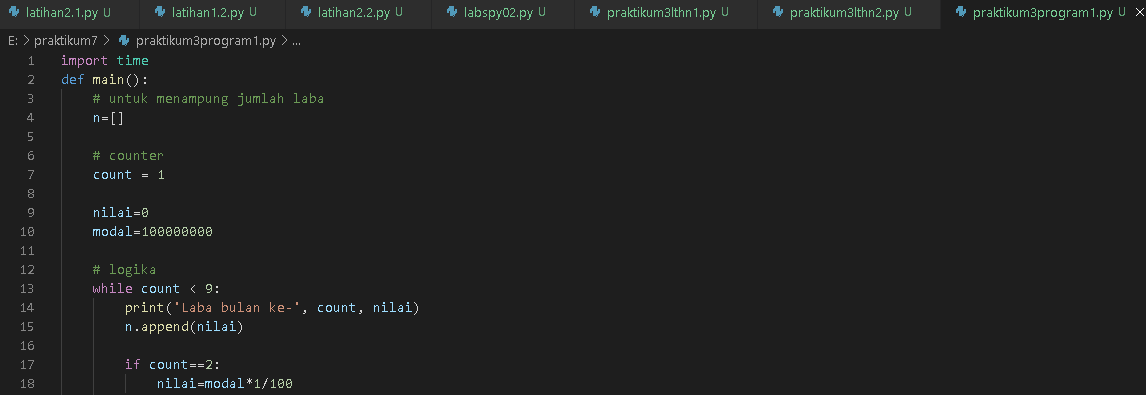 latihan2.1.py U latihan1.2.py U latihan2.2.py U labspy02.py U praktikum3lthn1.py U praktikum3lthn2.py U praktikum3program1.py U ×
E: > praktikum7 > praktikum3program1.py > ...
1 import time
2 def main():
3 # untuk menampung jumlah laba
4 n=[]
5
6 # counter
7 count = 1
8
9 nilai=0
10 modal=100000000
11
12 # logika
13 while count < 9:
14 print('Laba bulan ke-', count, nilai)
15 n.append(nilai)
16
17 if count==2:
18 nilai=modal*1/100